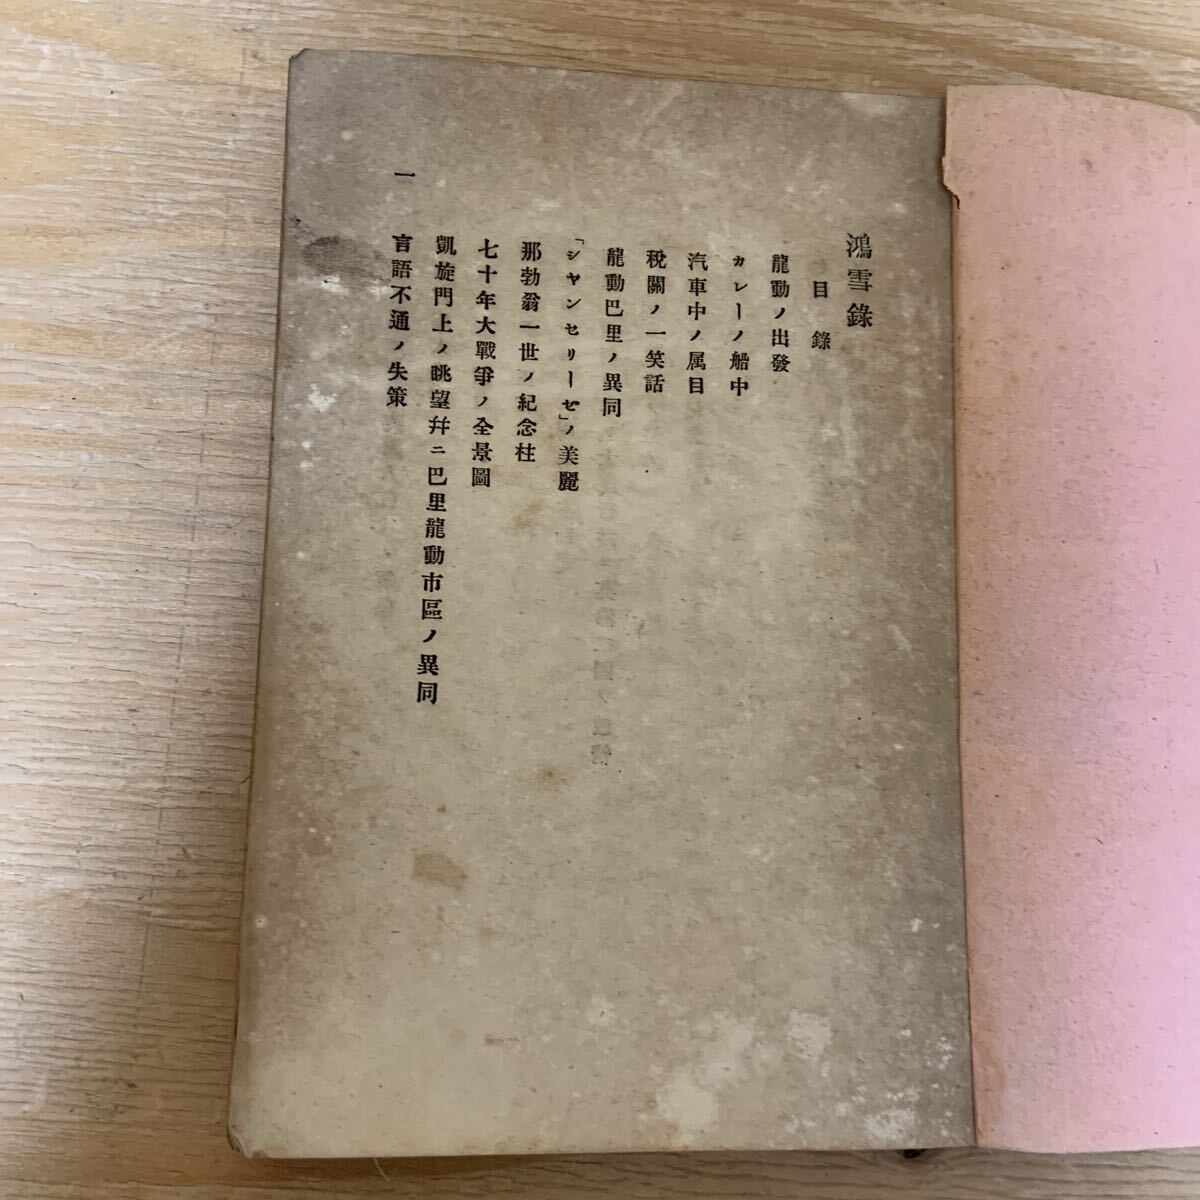 鴻雪錄
目錄
龍動ノ出發
カレーノ船中
汽車中ノ属目
稅關ノ一笑話
龍動巴里ノ異同
「シヤンセリーゼ」ノ美麗
那勃翁一世ノ紀念柱
七十年大戰爭ノ全景圖
凱旋門上ノ眺望幷ニ巴里龍動市區ノ異同
言語不通ノ失策
一